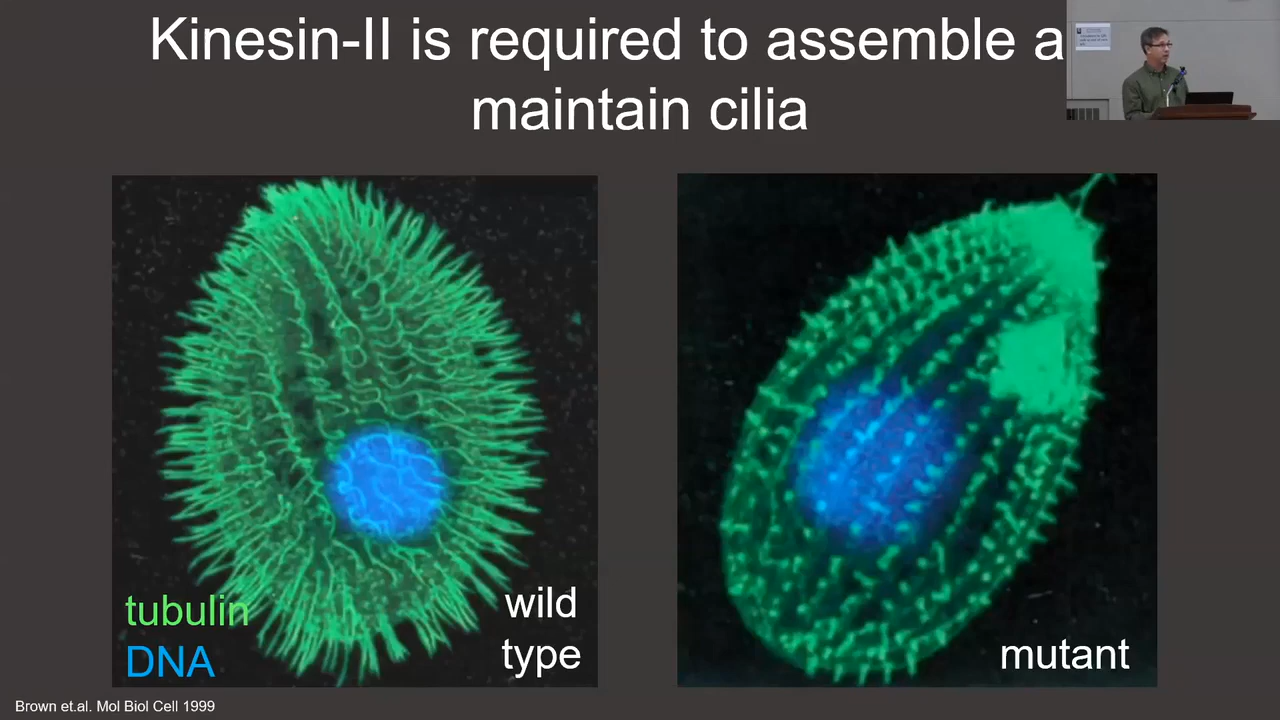 Kinesin-II is required to assemble a
maintain cilia
tubulin
DNA
wild
type
mutant
Brown et.al. Mol Biol Cell 1999